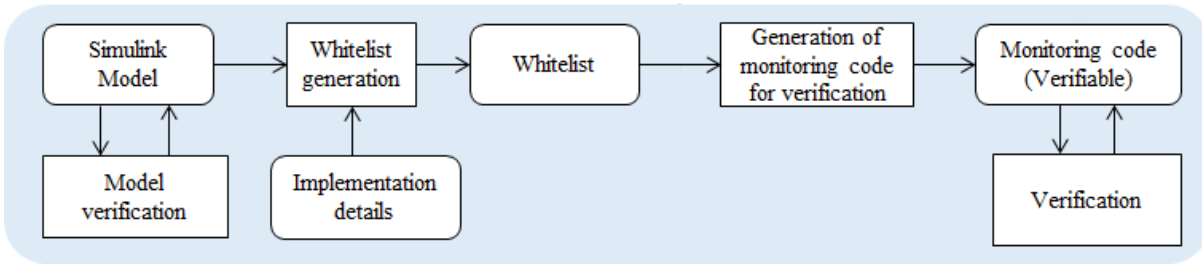 Simulink
Model
Whitelist
generation
Whitelist
Generation of
monitoring code
for verification
Monitoring code
(Verifiable)
Model
verification
Implementation
details
Verification